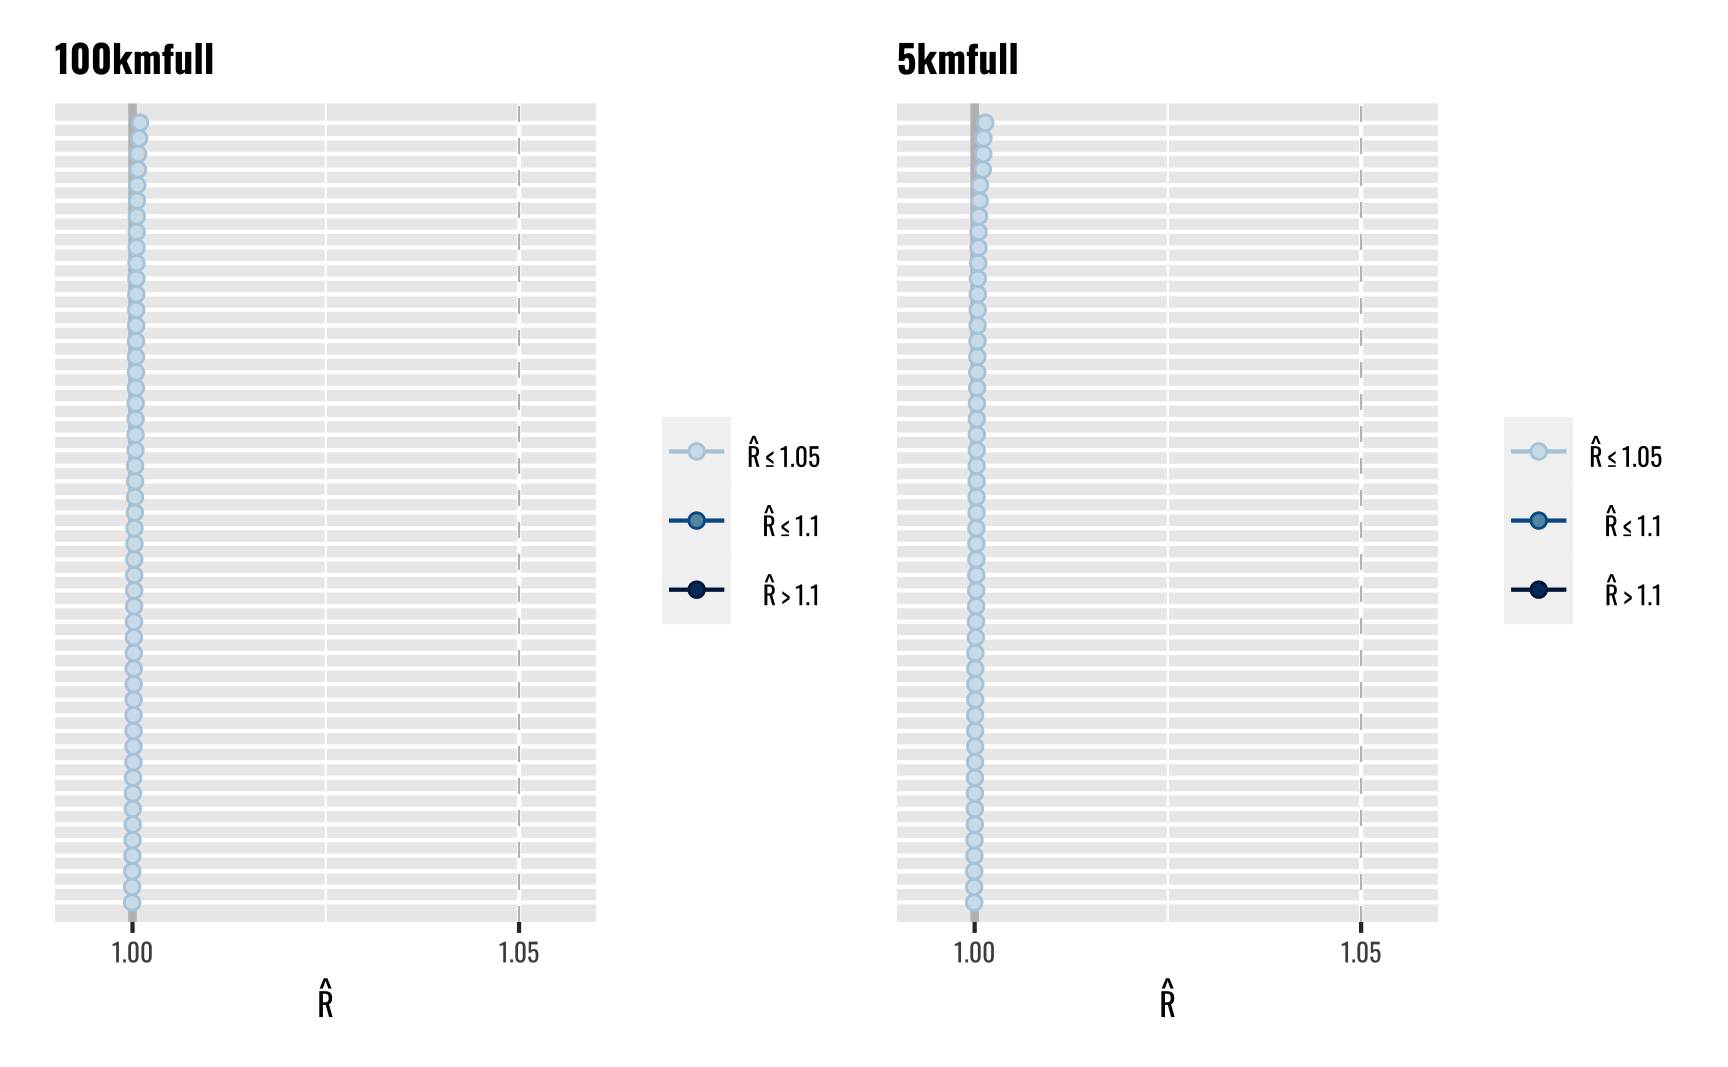 100kmfull
5kmfull
R̂ ≤ 1.05
R̂ ≤ 1.1
R̂ > 1.1
R̂ ≤ 1.05
R̂ ≤ 1.1
R̂ > 1.1
1.00 1.05
R̂
1.00 1.05
R̂